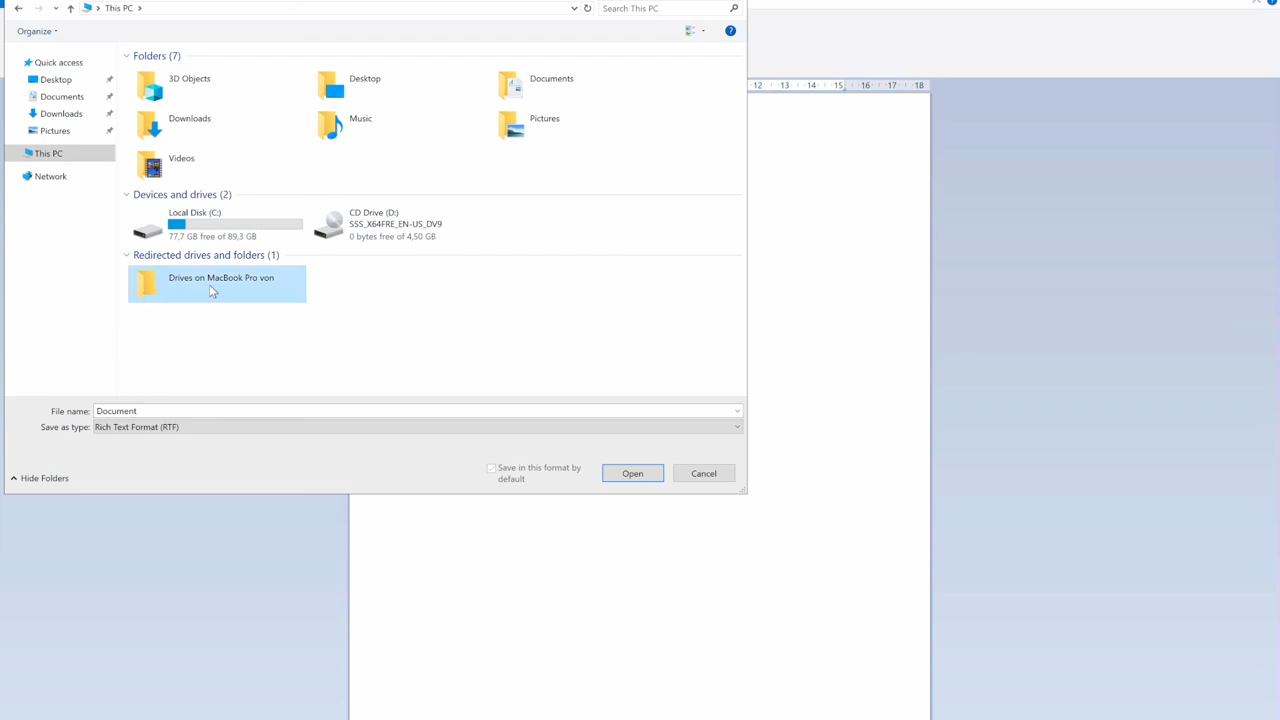 This PC
Search This PC
Organize
Quick access
Desktop
Documents
Downloads
Pictures
This PC
Network
Folders (7)
3D Objects
Desktop
Documents
Downloads
Music
Pictures
Videos
Devices and drives (2)
Local Disk (C:)
77,7 GB free of 89,3 GB
CD Drive (D:)
SSS_X64FRE_EN-US_DV9
0 bytes free of 4,50 GB
Redirected drives and folders (1)
Drives on MacBook Pro von
File name: Document
Save as type: Rich Text Format (RTF)
Save in this format by
default
Open
Cancel
Hide Folders
12 13 14 15 16 17 18